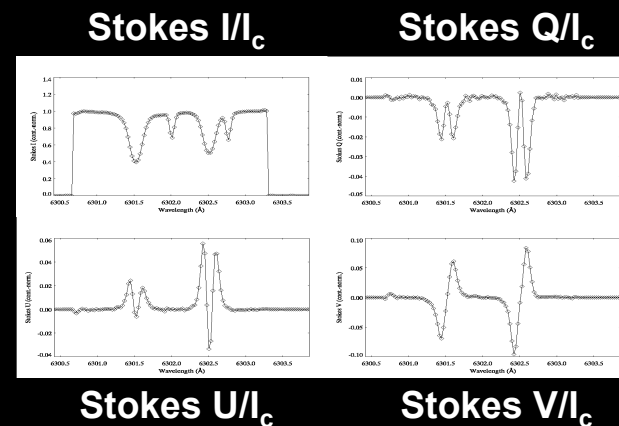 Stokes I/Ic Stokes Q/Ic
Stokes I (cont.-norm.)
1.4
1.2
1.0
0.8
0.6
0.4
0.2
0.0
6300.5 6301.0 6301.5 6302.0 6302.5 6303.0 6303.5
Wavelength (Å)
Stokes Q (cont.-norm.)
0.01
0.00
-0.01
-0.02
-0.03
-0.04
-0.05
6300.5 6301.0 6301.5 6302.0 6302.5 6303.0 6303.5
Wavelength (Å)
Stokes U (cont.-norm.)
0.06
0.04
0.02
0.00
-0.02
-0.04
6300.5 6301.0 6301.5 6302.0 6302.5 6303.0 6303.5
Wavelength (Å)
Stokes V (cont.-norm.)
0.10
0.05
0.00
-0.05
-0.10
6300.5 6301.0 6301.5 6302.0 6302.5 6303.0 6303.5
Wavelength (Å)
Stokes U/Ic Stokes V/Ic